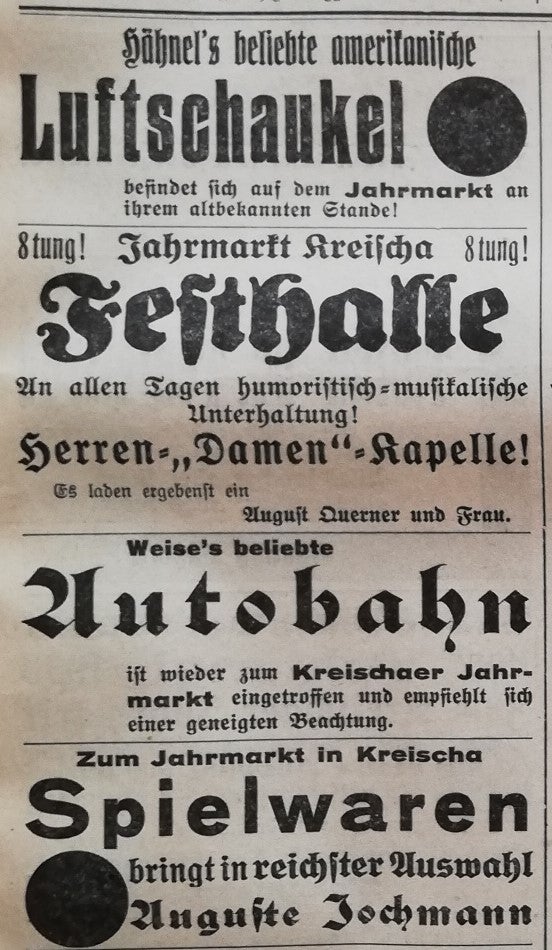 Hähnel's beliebte amerikanische
Luftschaukel
befindet sich auf dem Jahrmarkt an
ihrem altbekannten Stande!
8tung! Jahrmarkt Kreischa 8tung!
Festhalle
An allen Tagen humoristisch-musikalische
Unterhaltung!
Herren-„Damen“-Kapelle!
Es laden ergebenst ein
August Querner und Frau.
Weise's beliebte
Autobahn
ist wieder zum Kreischaer Jahr-
markt eingetroffen und empfiehlt sich
einer geneigten Beachtung.
Zum Jahrmarkt in Kreischa
Spielwaren
bringt in reichster Auswahl
Auguste Jochmann